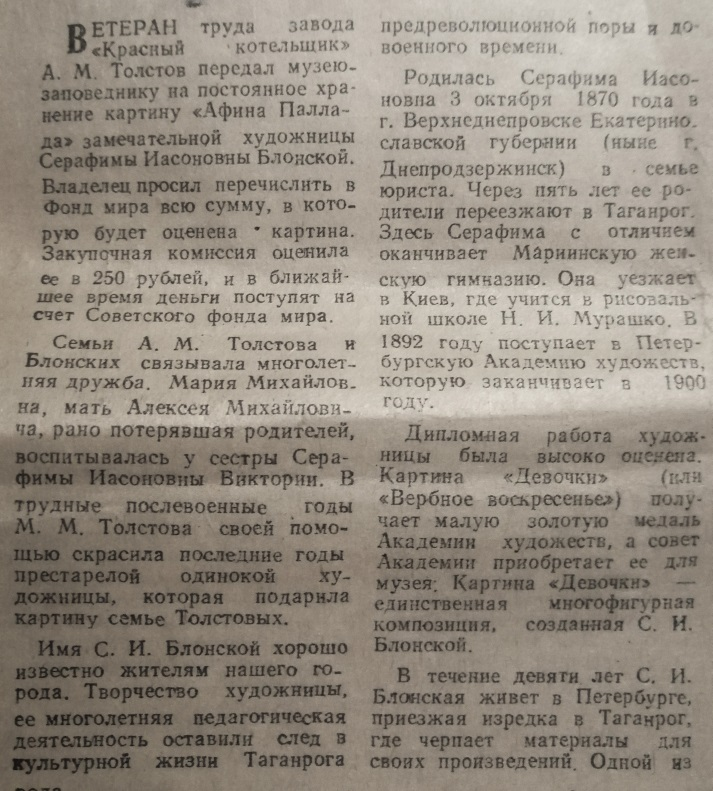 ВЕТЕРАН труда завода
«Красный котельщик»
А. М. Толстов передал музею-
заповеднику на постоянное хра-
нение картину «Афина Палла-
да» замечательной художницы
Серафимы Иасоновны Блонской.
Владелец просил перечислить в
Фонд мира всю сумму, в кото-
рую будет оценена картина.
Закупочная комиссия оценила
ее в 250 рублей, и в ближай-
шее время деньги поступят на
счет Советского фонда мира.
Семьи А. М. Толстова и
Блонских связывала многолет-
няя дружба. Мария Михайлов-
на, мать Алексея Михайлови-
ча, рано потерявшая родителей,
воспитывалась у сестры Сера-
фимы Иасоновны Виктории. В
трудные послевоенные годы
М. М. Толстова своей помо-
щью скрасила последние годы
престарелой одинокой ху-
дожницы, которая подарила
картину семье Толстовых.
Имя С. И. Блонской хорошо
известно жителям нашего го-
рода. Творчество художницы,
ее многолетняя педагогическая
деятельность оставили след в
культурной жизни Таганрога
предреволюционной поры и до-
военного времени.
Родилась Серафима Иасо-
новна 3 октября 1870 года в
г. Верхнеднепровске Екатерино-
славской губернии (ныне г.
Днепродзержинск) в семье
юриста. Через пять лет ее ро-
дители переезжают в Таганрог.
Здесь Серафима с отличием
оканчивает Мариинскую жен-
скую гимназию. Она уезжает
в Киев, где учится в рисоваль-
ной школе Н. И. Мурашко. В
1892 году поступает в Петер-
бургскую Академию художеств,
которую заканчивает в 1900
году.
Дипломная работа худож-
ницы была высоко оценена.
Картина «Девочки» (или
«Вербное воскресенье») полу-
чает малую золотую медаль
Академии художеств, а совет
Академии приобретает ее для
музея. Картина «Девочки» —
единственная многофигурная
композиция, созданная С. И.
Блонской.
В течение девяти лет С. И.
Блонская живет в Петербурге,
приезжая изредка в Таганрог,
где черпает материалы для
своих произведений. Одной из